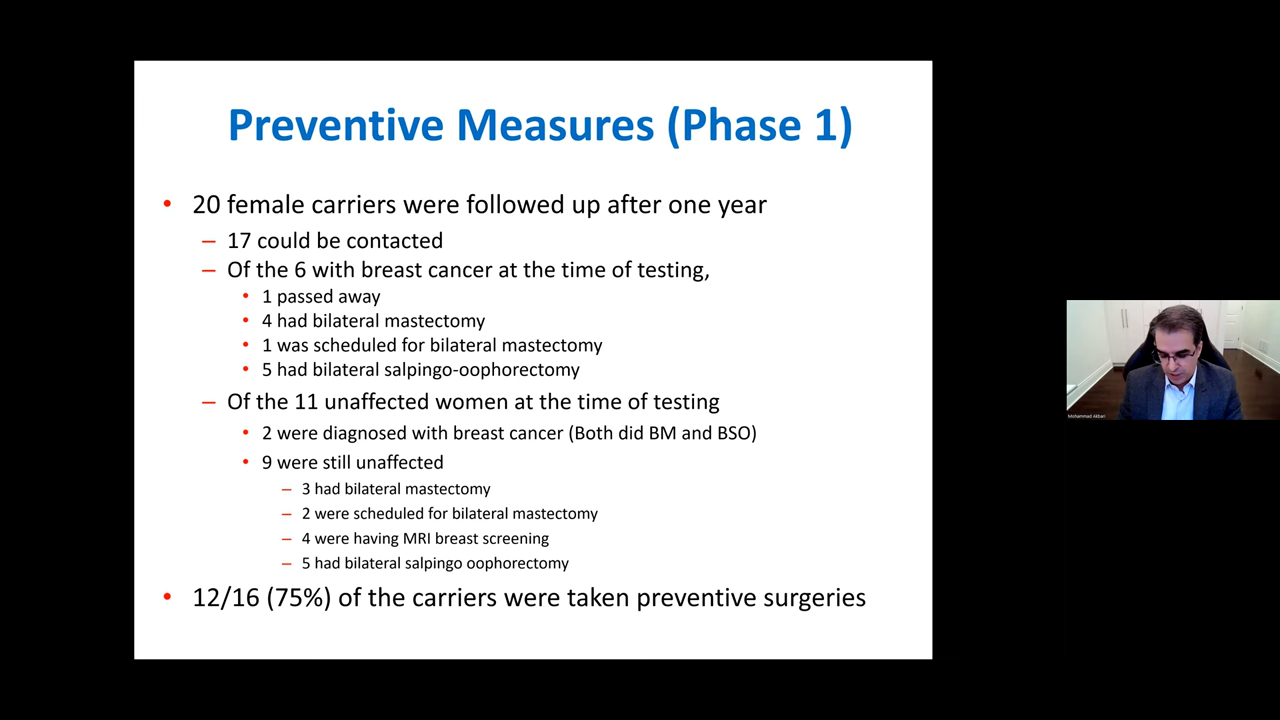 Preventive Measures (Phase 1)
• 20 female carriers were followed up after one year
– 17 could be contacted
– Of the 6 with breast cancer at the time of testing,
• 1 passed away
• 4 had bilateral mastectomy
• 1 was scheduled for bilateral mastectomy
• 5 had bilateral salpingo-oophorectomy
– Of the 11 unaffected women at the time of testing
• 2 were diagnosed with breast cancer (Both did BM and BSO)
• 9 were still unaffected
– 3 had bilateral mastectomy
– 2 were scheduled for bilateral mastectomy
– 4 were having MRI breast screening
– 5 had bilateral salpingo oophorectomy
• 12/16 (75%) of the carriers were taken preventive surgeries
Mohammad Akbari